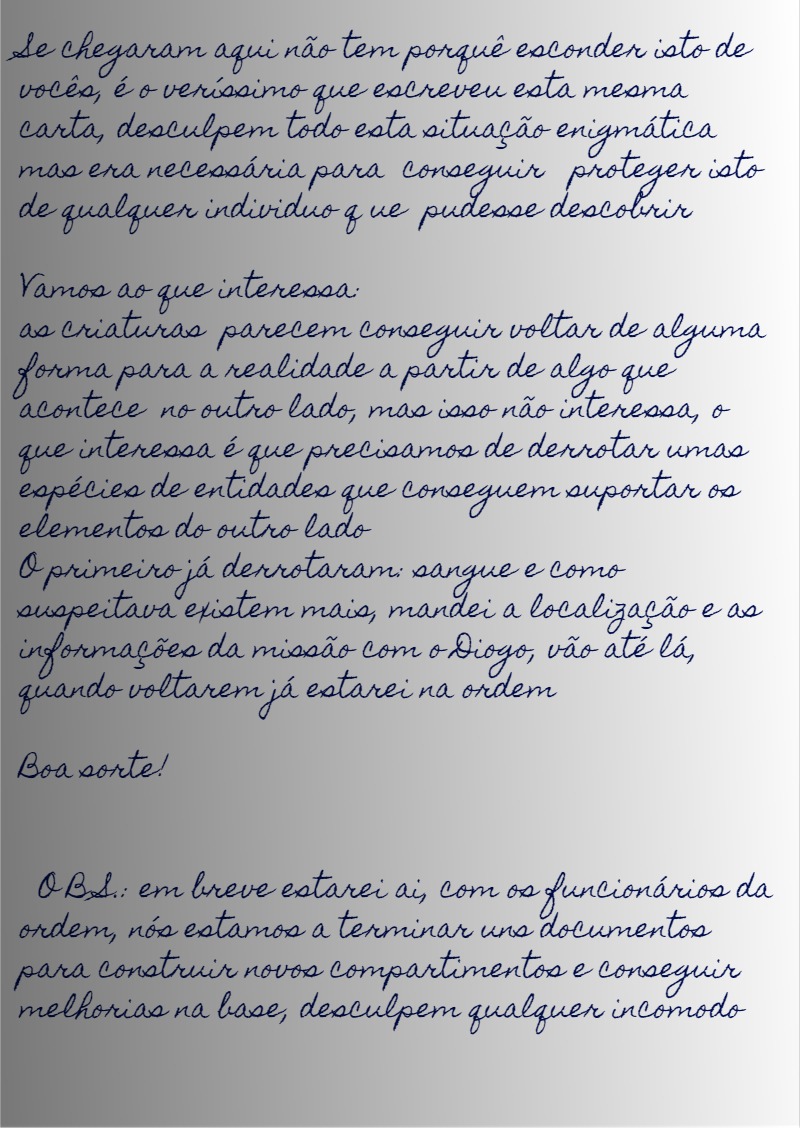 Se chegaram aqui não tem porquê esconder isto de
vocês, é o veríssimo que escreveu esta mesma
carta, desculpem todo esta situação enigmática
mas era necessária para conseguir proteger isto
de qualquer individuo q ue pudesse descobrir
Vamos ao que interessa:
as criaturas parecem conseguir voltar de alguma
forma para a realidade a partir de algo que
acontece no outro lado, mas isso não interessa, o
que interessa é que precisamos de derrotar umas
espécies de entidades que conseguem suportar os
elementos do outro lado
O primeiro já derrotaram: sangue e como
suspeitava existem mais, mandei a localização e as
informações da missão com o Diogo, vão até lá,
quando voltarem já estarei na ordem
Boa sorte!
OBS.: em breve estarei ai, com os funcionários da
ordem, nós estamos a terminar uns documentos
para construir novos compartimentos e conseguir
melhorias na base, desculpem qualquer incomodo